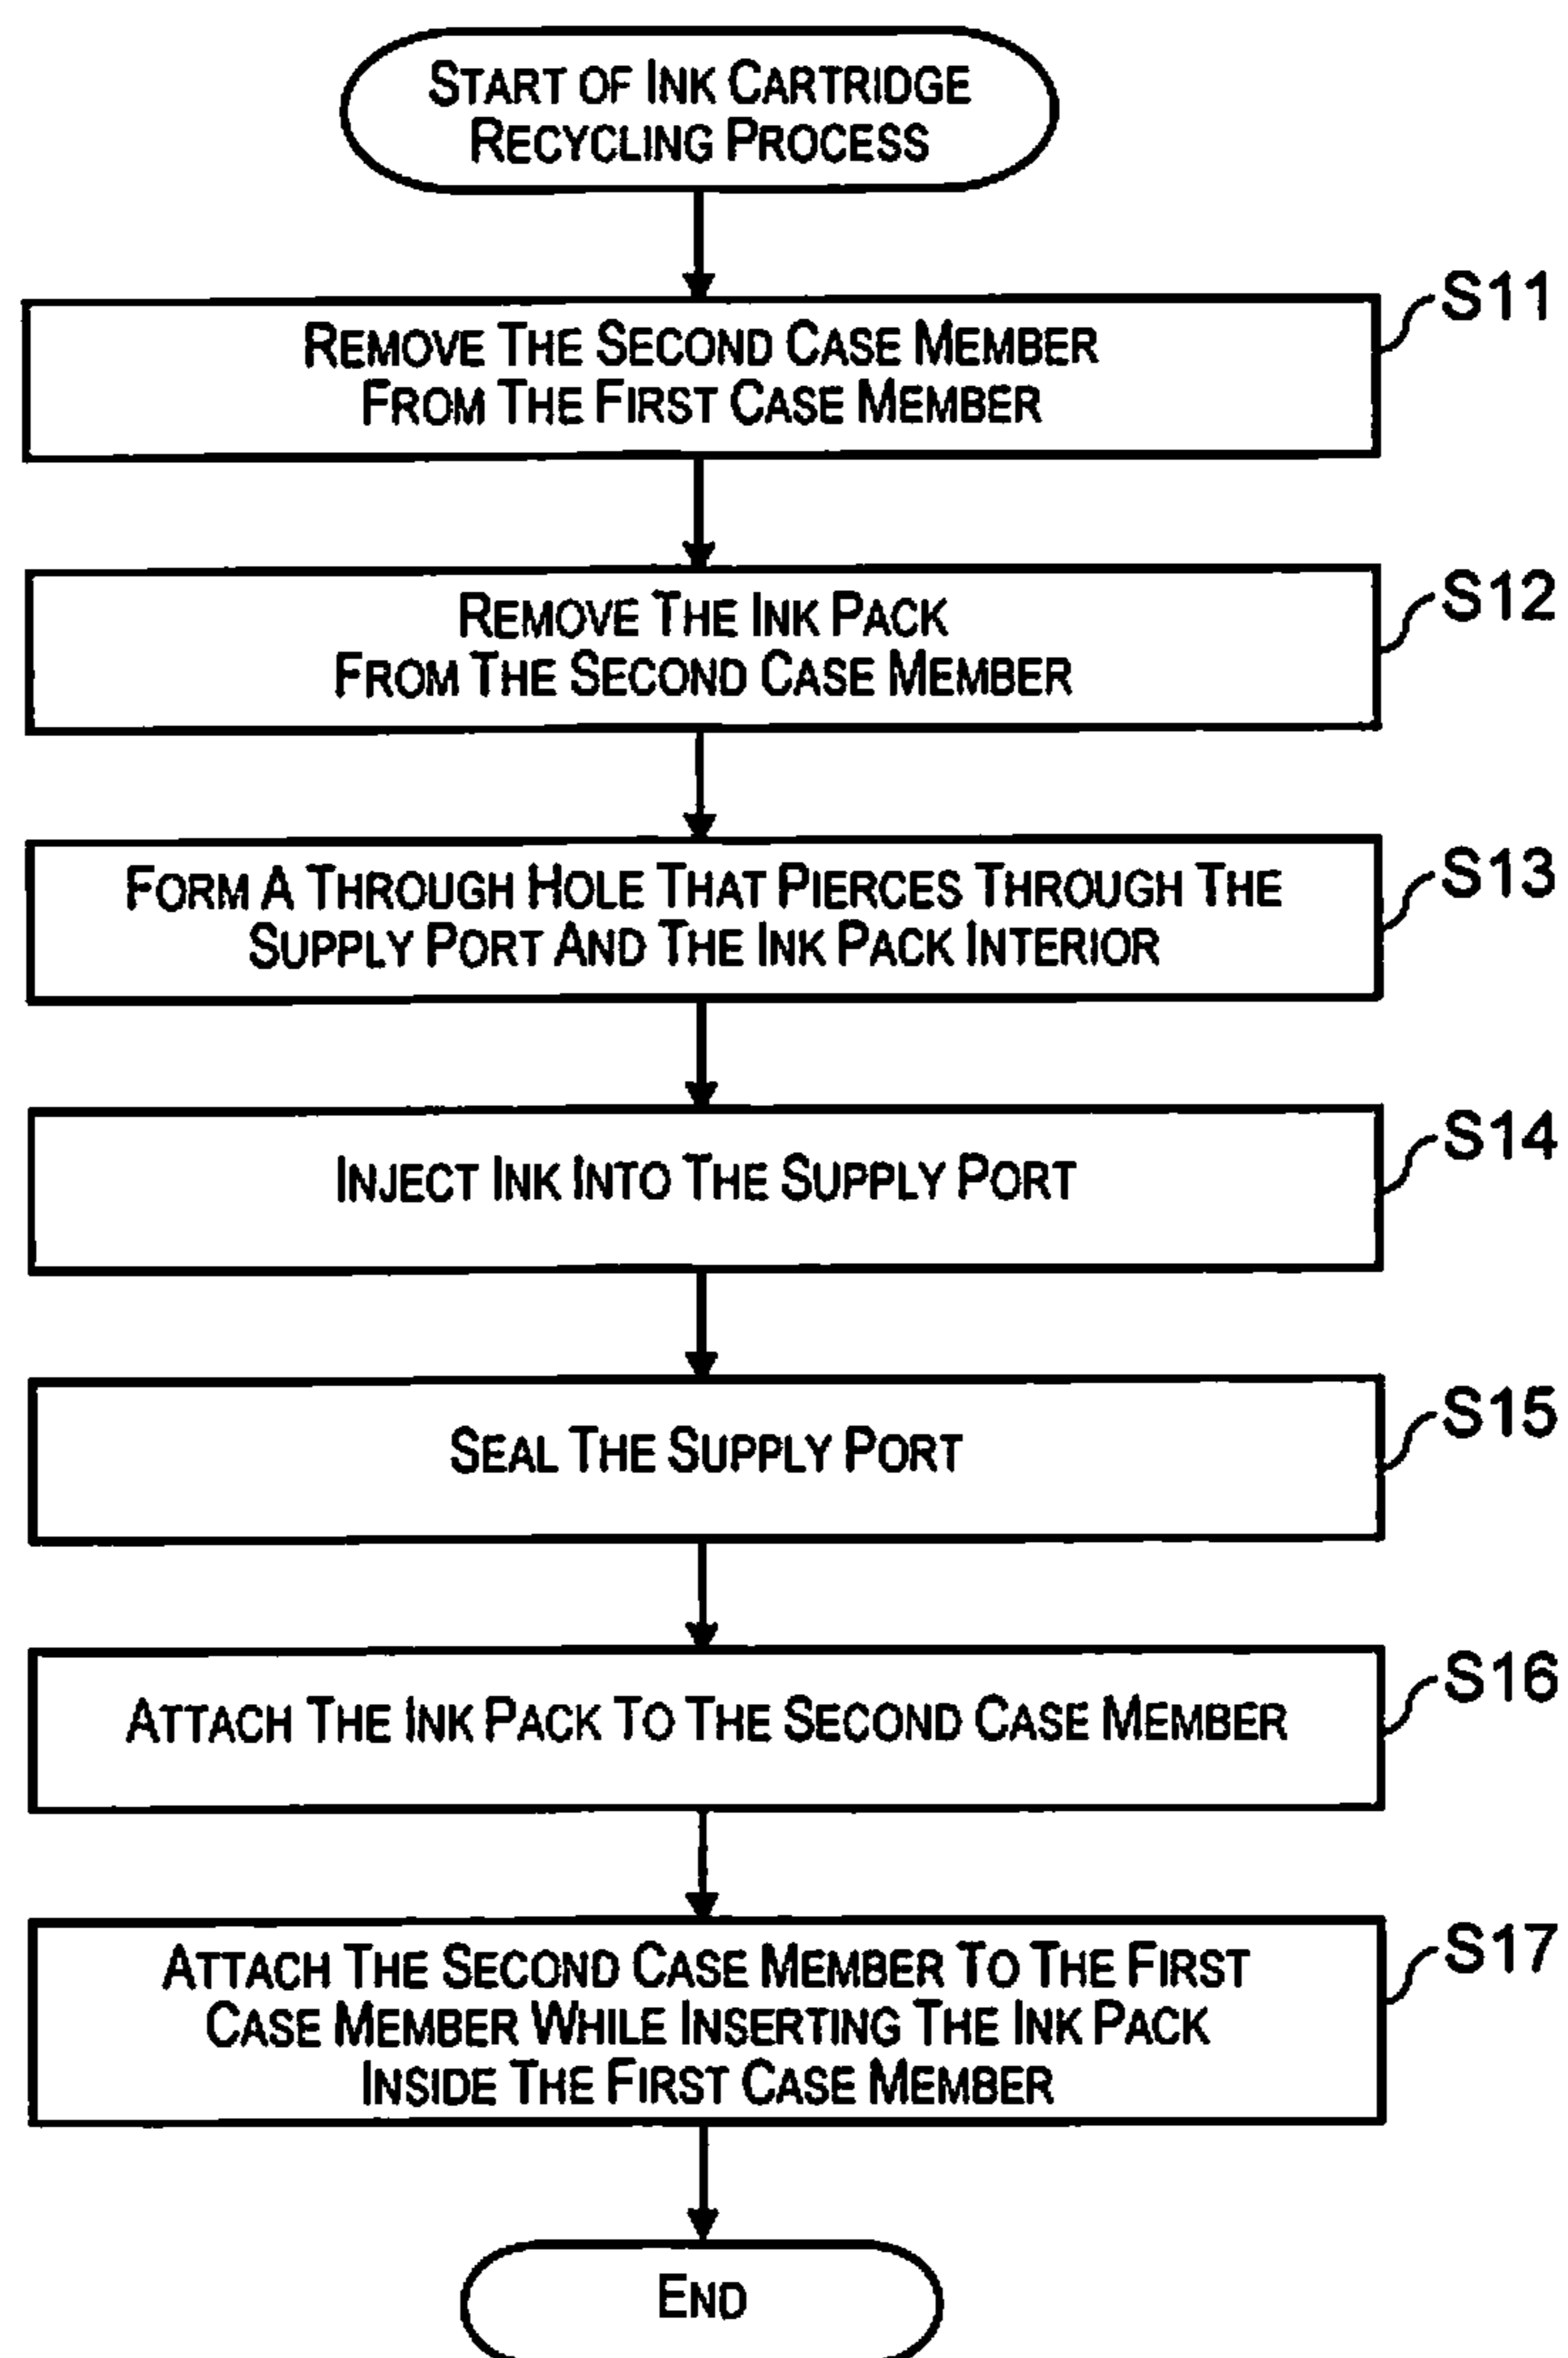 START OF INK CARTRIDGE
RECYCLING PROCESS
S11
REMOVE THE SECOND CASE MEMBER
FROM THE FIRST CASE MEMBER
S12
REMOVE THE INK PACK
FROM THE SECOND CASE MEMBER
S13
FORM A THROUGH HOLE THAT PIERCES THROUGH THE
SUPPLY PORT AND THE INK PACK INTERIOR
S14
INJECT INK INTO THE SUPPLY PORT
S15
SEAL THE SUPPLY PORT
S16
ATTACH THE INK PACK TO THE SECOND CASE MEMBER
S17
ATTACH THE SECOND CASE MEMBER TO THE FIRST
CASE MEMBER WHILE INSERTING THE INK PACK
INSIDE THE FIRST CASE MEMBER
END